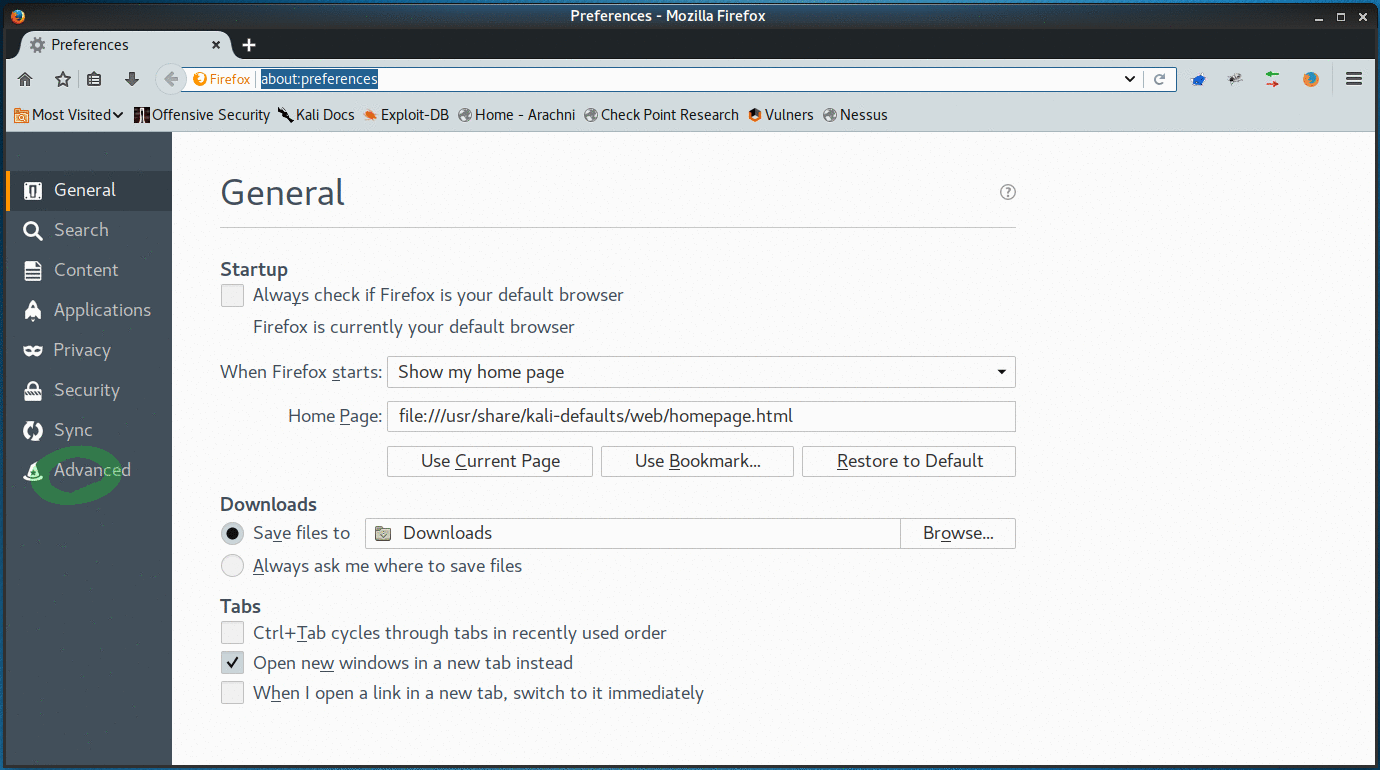 Preferences - Mozilla Firefox
Preferences
Firefox about:preferences
Most Visited Offensive Security Kali Docs Exploit-DB Home - Arachni Check Point Research Vulners Nessus
General
Search
Content
Applications
Privacy
Security
Sync
Advanced
General
Startup
Always check if Firefox is your default browser
Firefox is currently your default browser
When Firefox starts: Show my home page
Home Page: file:///usr/share/kali-defaults/web/homepage.html
Use Current Page Use Bookmark... Restore to Default
Downloads
Save files to Downloads Browse...
Always ask me where to save files
Tabs
Ctrl+Tab cycles through tabs in recently used order
Open new windows in a new tab instead
When I open a link in a new tab, switch to it immediately